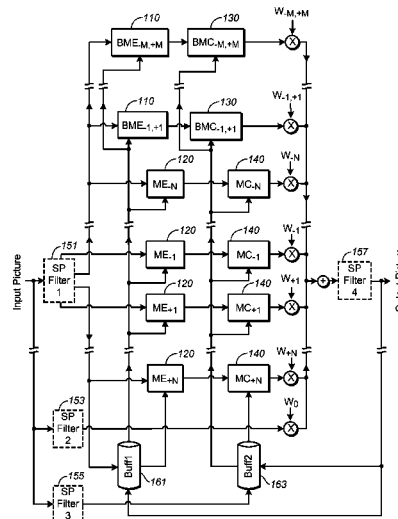 110
130
W-M,+M
BME-M,+M
BMC-M,+M
110
130
W-1,+1
BME-1,+1
BMC-1,+1
120
140
W-N
ME-N
MC-N
151
120
140
W-1
SP
Filter
1
ME-1
MC-1
157
SP
Filter
4
Input Picture
120
140
W+1
ME+1
MC+1
120
140
W+N
ME+N
MC+N
153
W0
SP
Filter
2
Buff1
161
Buff2
163
155
SP
Filter
3